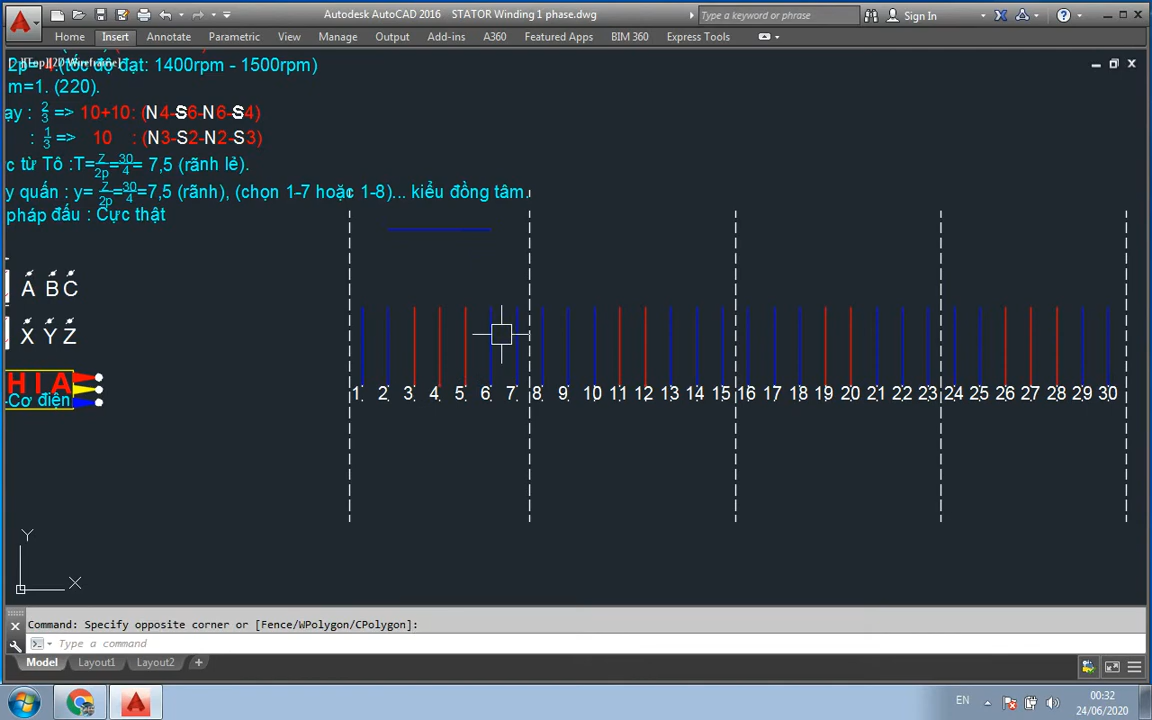 Autodesk AutoCAD 2016 STATOR Winding 1 phase.dwg
Type a keyword or phrase
Sign In
Home Insert Annotate Parametric View Manage Output Add-ins A360 Featured Apps BIM 360 Express Tools
[Top][2D Wireframe]
2p= 4.(tốc độ đạt: 1400rpm - 1500rpm)
m=1. (220).
ạy : 2/3 => 10+10: (N4-S6-N6-S4)
: 1/3 => 10 : (N3-S2-N2-S3)
c từ Tô :T=Z/2p=30/4= 7,5 (rãnh lẻ).
y quấn : y= Z/2p=30/4=7,5 (rãnh), (chọn 1-7 hoặc 1-8)... kiểu đồng tâm.
pháp đấu : Cực thật
A B C
X Y Z
H I A
-Cơ điện
1 2 3 4 5 6 7 8 9 10 11 12 13 14 15 16 17 18 19 20 21 22 23 24 25 26 27 28 29 30
Y
X
Command: Specify opposite corner or [Fence/WPolygon/CPolygon]:
Type a command
Model Layout1 Layout2 +
EN
00:32
24/06/2020